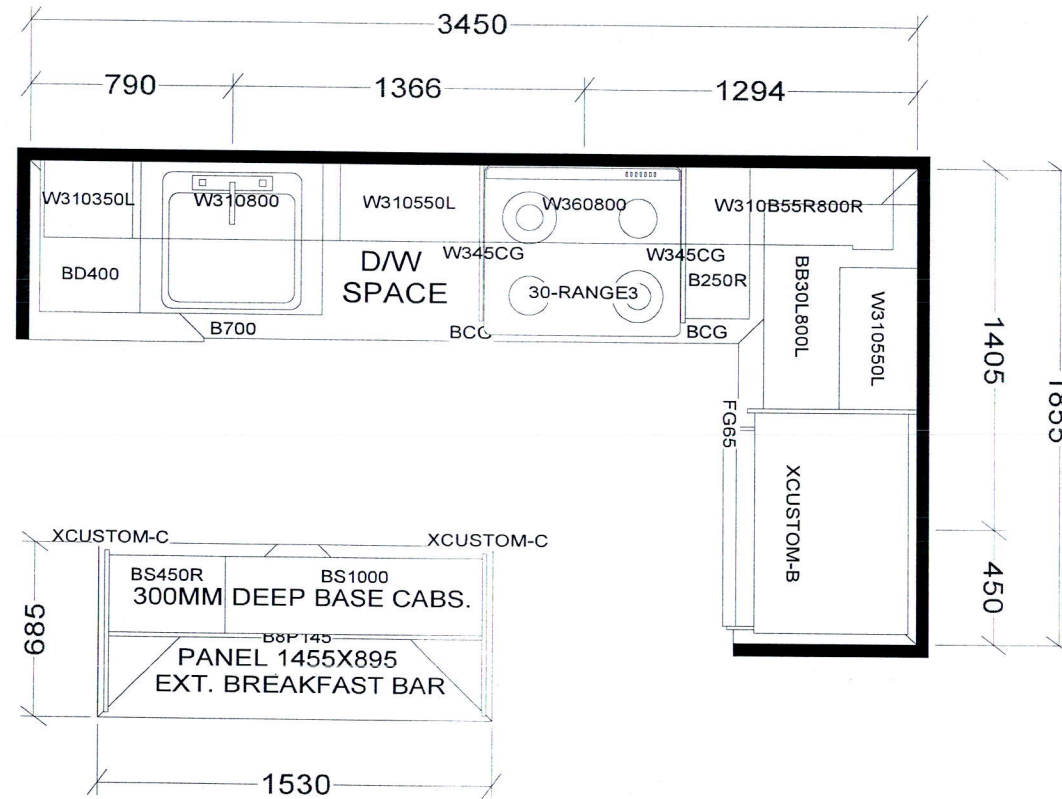 3450
790
1366
1294
W310350L
W310800
W310550L
W360800
W310B55R800R
W345CG
W345CG
BD400
D/W
SPACE
30-RANGE3
B250R
B700
BCG
BCG
BB30L800L
W310550L
1405
1855
FG65
XCUSTOM-B
450
XCUSTOM-C
XCUSTOM-C
BS450R
BS1000
300MM DEEP BASE CABS.
685
B8P145
PANEL 1455X895
EXT. BREAKFAST BAR
1530